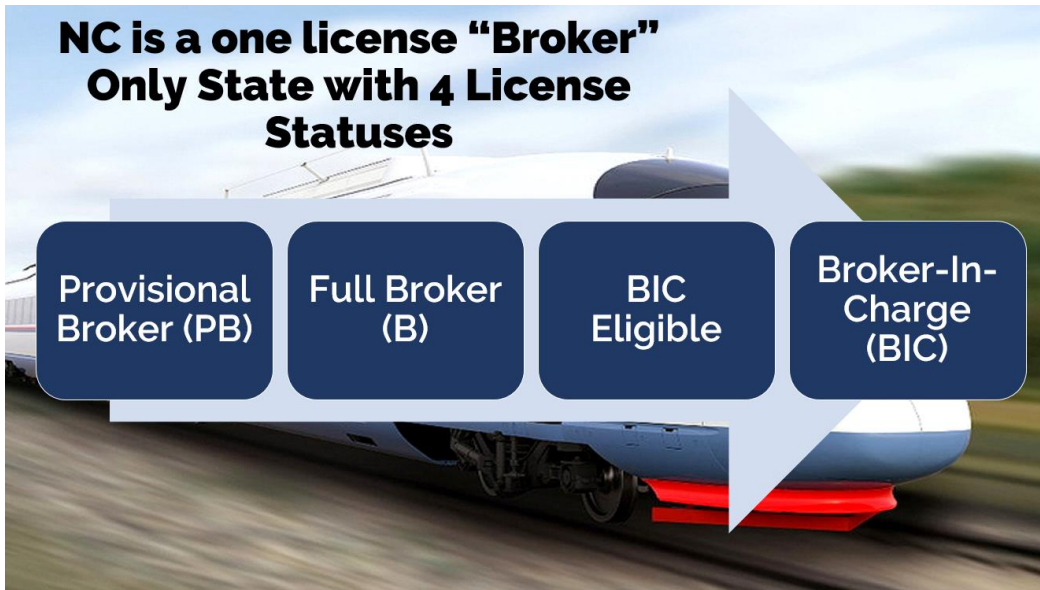 NC is a one license “Broker”
Only State with 4 License
Statuses
Provisional
Broker (PB)
Full Broker
(B)
BIC
Eligible
Broker-In-
Charge
(BIC)